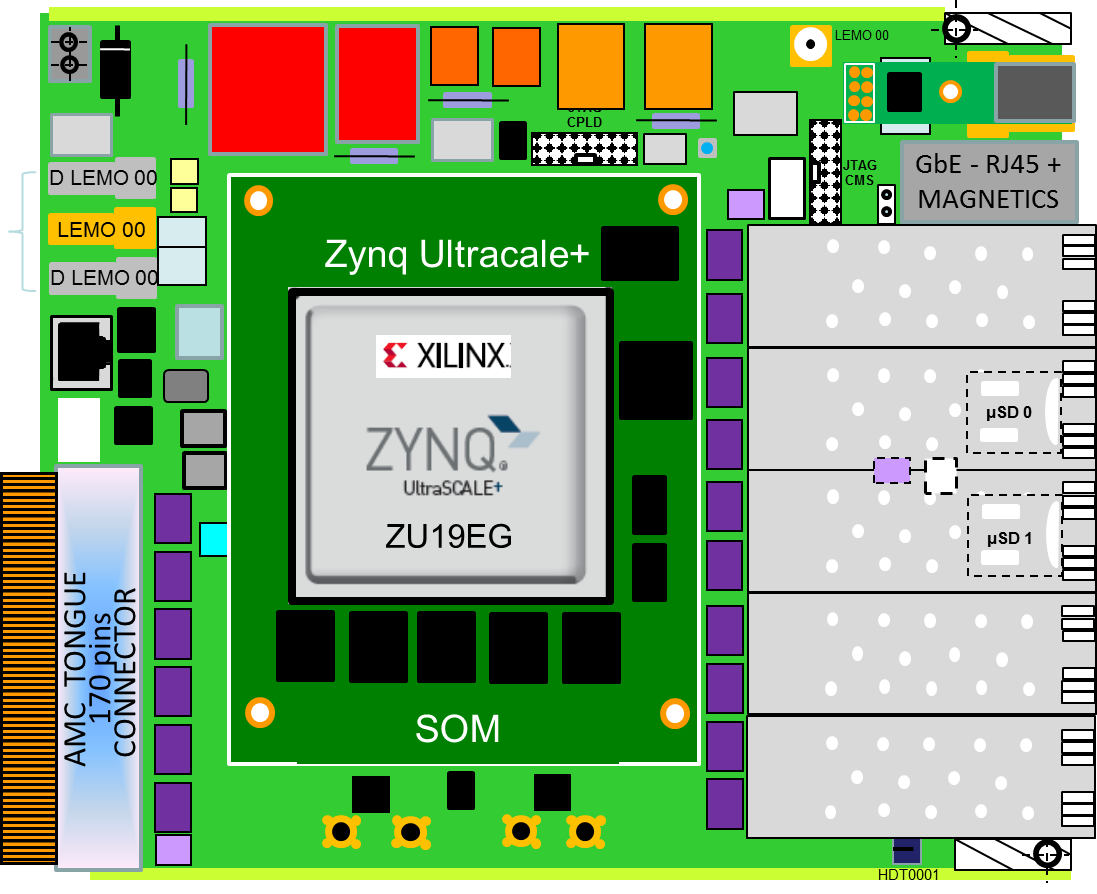 LEMO 00
JTAG
CPLD
JTAG
CMS
GbE - RJ45 +
MAGNETICS
D LEMO 00
LEMO 00
D LEMO 00
Zynq Ultracale+
XILINX
ZYNQ
UltraSCALE+
ZU19EG
SOM
µSD 0
µSD 1
AMC TONGUE
170 pins
CONNECTOR
HDT0001